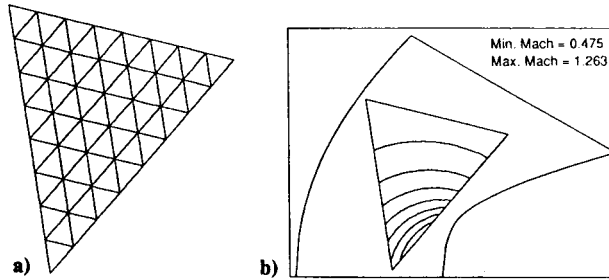 Min. Mach = 0.475
Max. Mach = 1.263
a)
b)